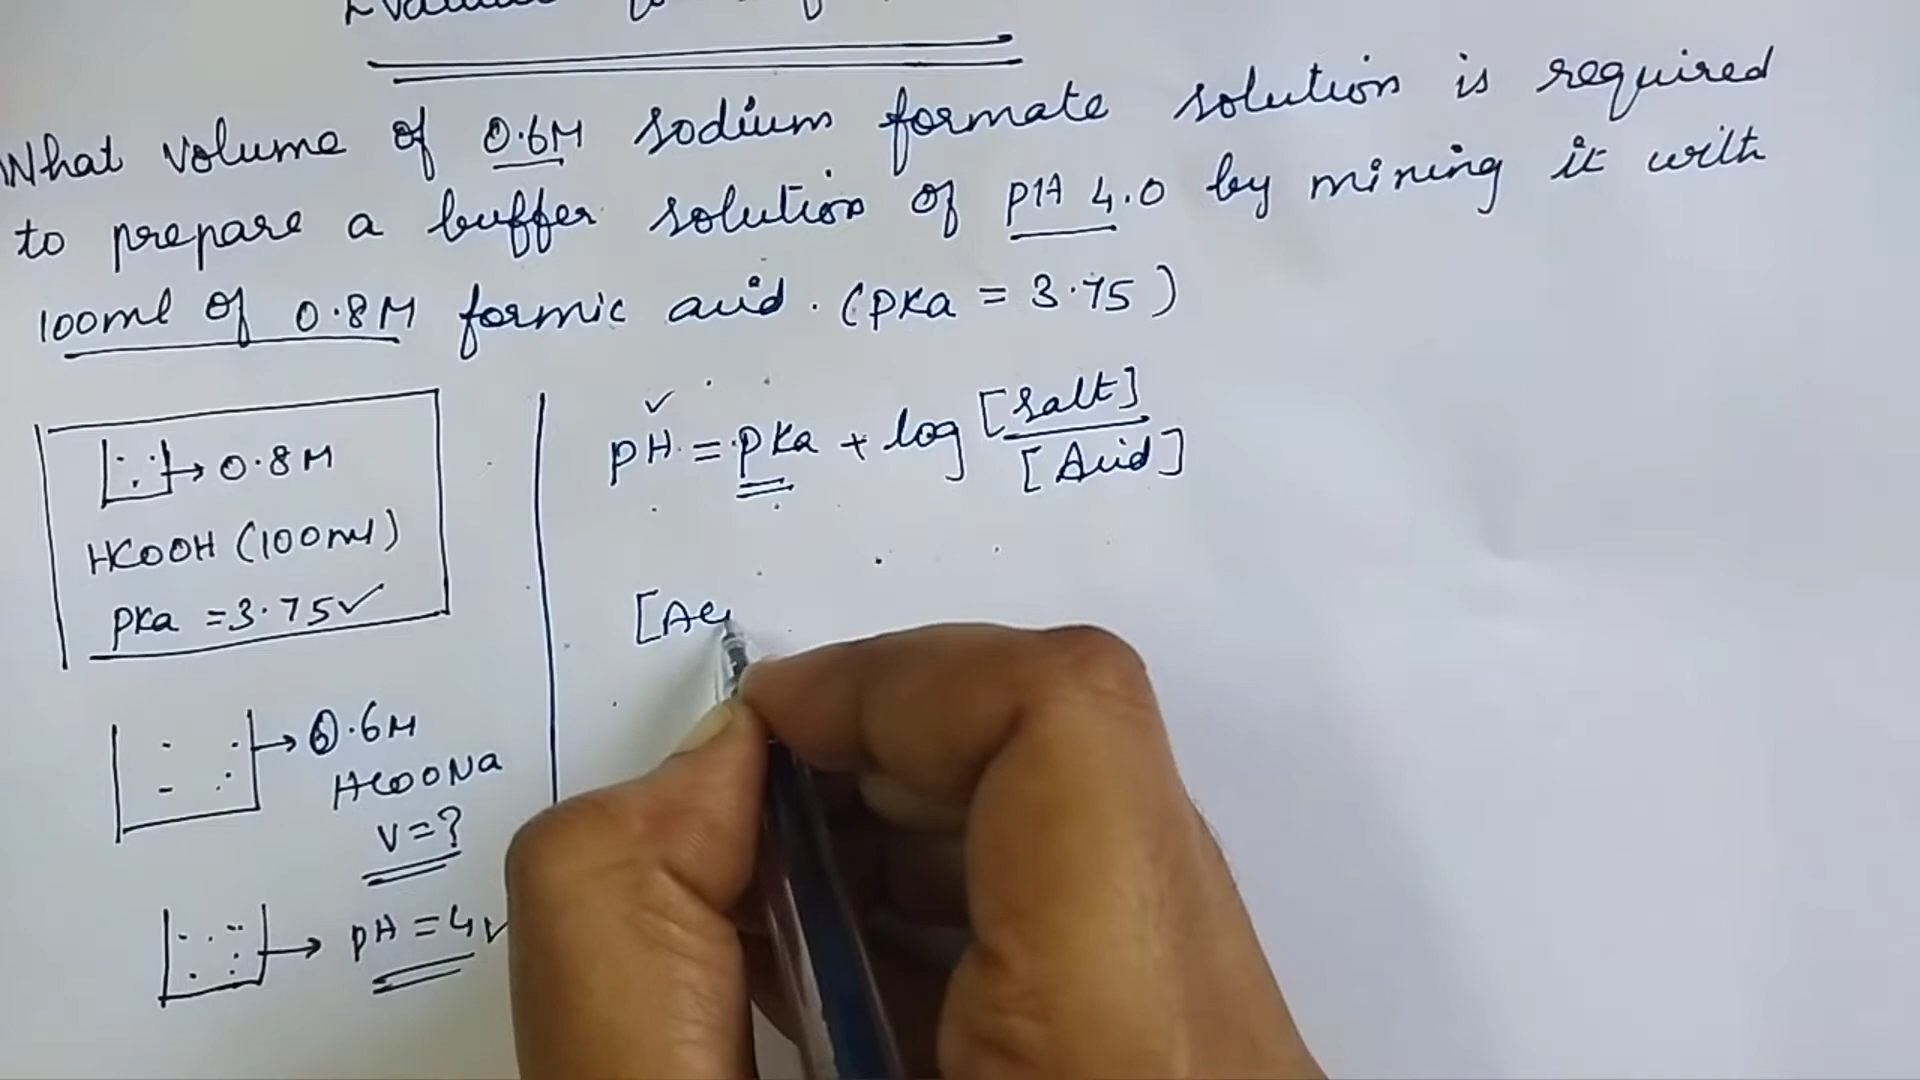 What volume of 0.6M sodium formate solution is required
to prepare a buffer solution of pH 4.0 by mixing it with
100ml of 0.8M formic acid. (pKa = 3.75)
→ 0.8M
HCOOH (100ml)
pKa = 3.75 ✓
→ 0.6M
HCOONa
V = ?
→ pH = 4 ✓
✓
pH = pKa + log [Salt]
[Acid]
[Ac